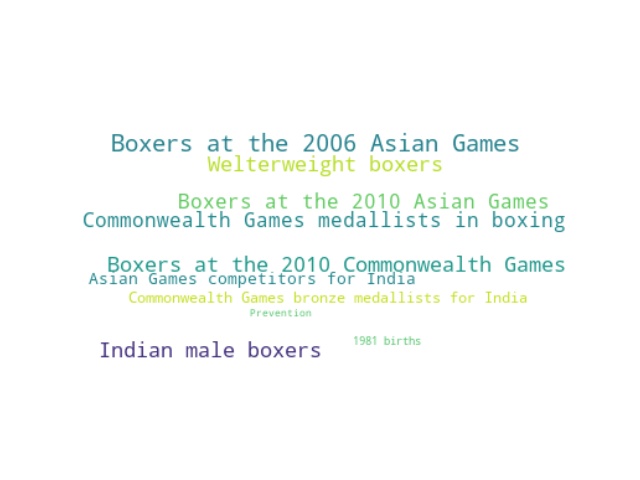 Boxers at the 2006 Asian Games
Welterweight boxers
Boxers at the 2010 Asian Games
Commonwealth Games medallists in boxing
Boxers at the 2010 Commonwealth Games
Asian Games competitors for India
Commonwealth Games bronze medallists for India
Prevention
1981 births
Indian male boxers